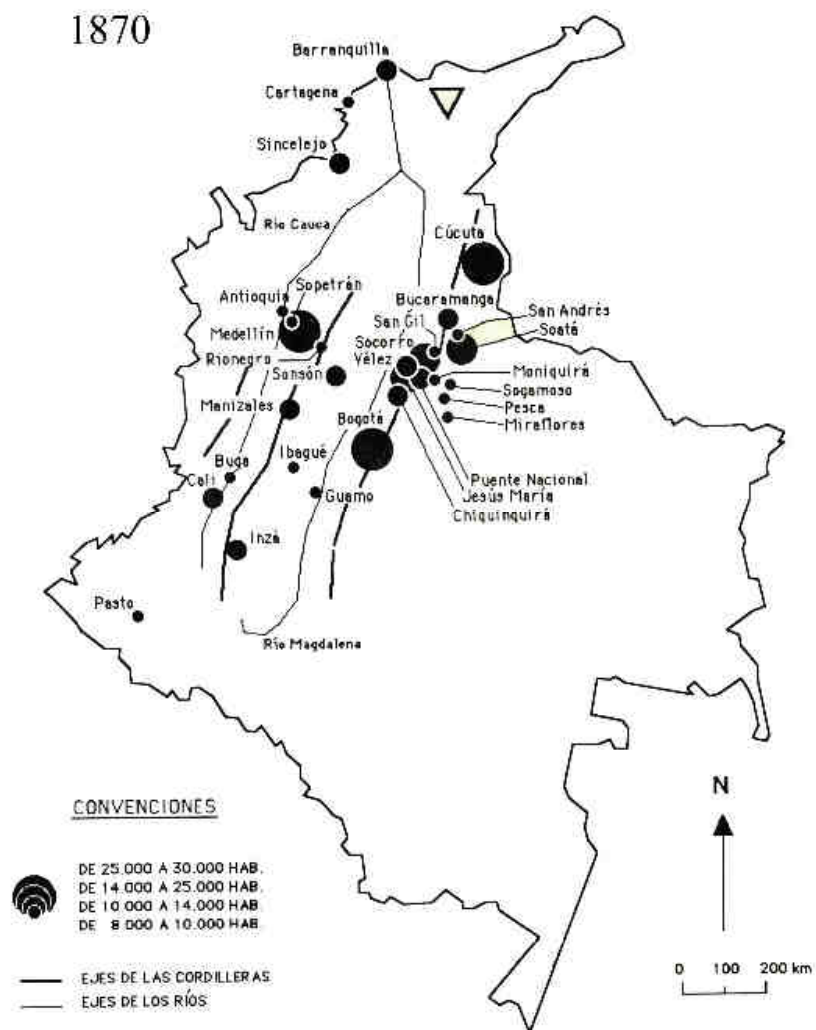 1870
Barranquilla
Cartagena
Sincelejo
Río Cauca
Cúcuta
Sopetrán
Antioquia
Bucaramanga
San Andrés
San Gil
Soatá
Medellín
Socorro
Rionegro
Vélez
Moniquirá
Sonsón
Sogamoso
Manizales
Pesca
Bogotá
Miraflores
Ibagué
Buga
Puente Nacional
Cali
Guamo
Jesús María
Chiquinquirá
Inzá
Pasto
Río Magdalena
CONVENCIONES
N
DE 25.000 A 30.000 HAB.
DE 14.000 A 25.000 HAB.
DE 10 000 A 14.000 HAB.
DE 8 000 A 10.000 HAB.
EJES DE LAS CORDILLERAS
0 100 200 km
EJES DE LOS RÍOS